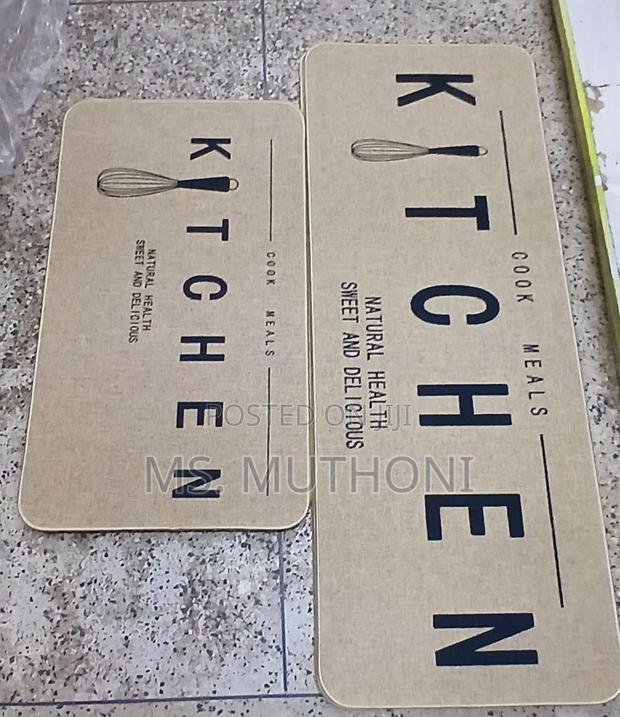 COOK MEALS
KITCHEN
NATURAL HEALTH
SWEET AND DELICIOUS
COOK MEALS
KITCHEN
NATURAL HEALTH
SWEET AND DELICIOUS
POSTED ON JIJI
MS. MUTHONI